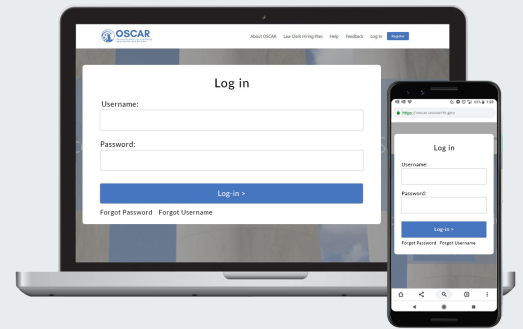 OSCAR
About OSCAR Law Clerk Hiring Plan Help Feedback Log In Register
Log in
Username:
Password:
Log-in >
Forgot Password Forgot Username
Log in
Username:
Password:
Log-in >
Forgot Password Forgot Username